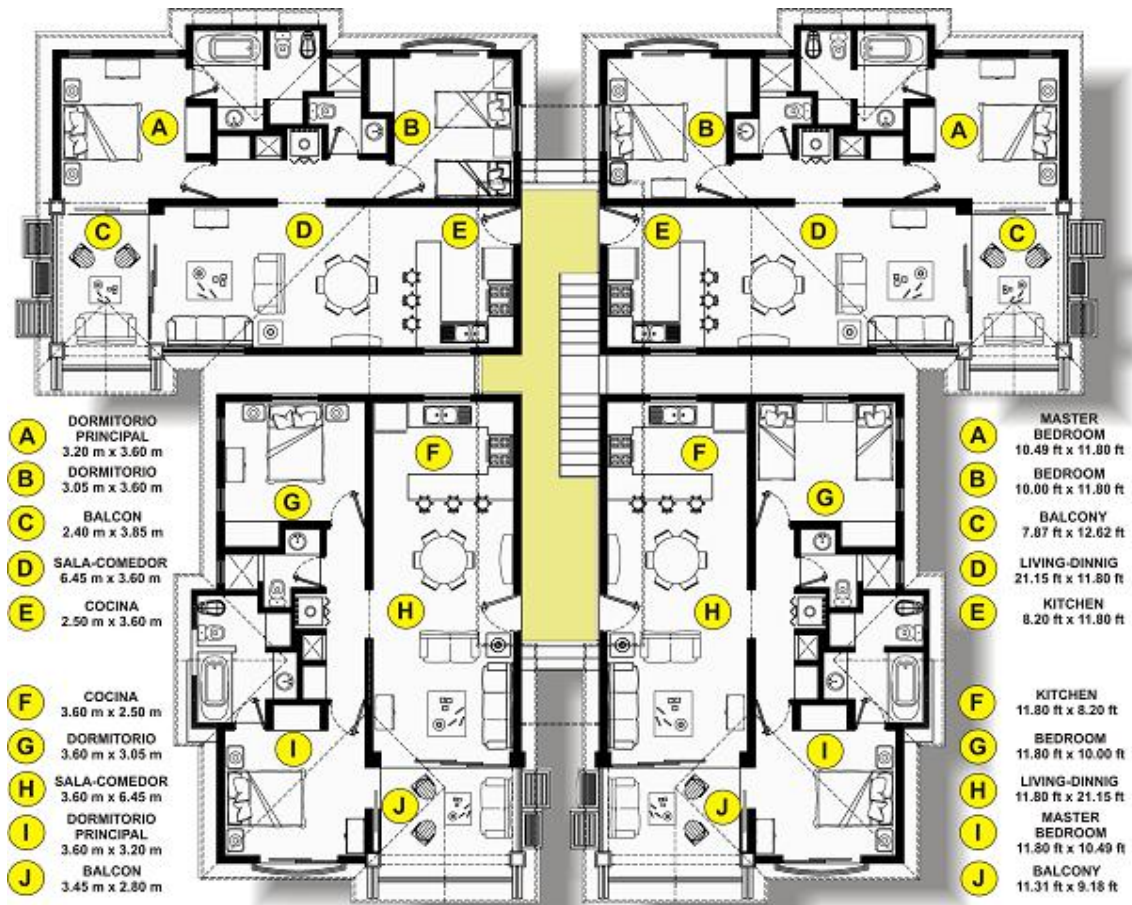 A
B
B
A
C
D
E
E
D
C
F
F
G
G
H
H
I
I
J
J
A
DORMITORIO
PRINCIPAL
3.20 m x 3.60 m
B
DORMITORIO
3.05 m x 3.60 m
C
BALCON
2.40 m x 3.85 m
D
SALA-COMEDOR
6.45 m x 3.60 m
E
COCINA
2.50 m x 3.60 m
F
COCINA
3.60 m x 2.50 m
G
DORMITORIO
3.60 m x 3.05 m
H
SALA-COMEDOR
3.60 m x 6.45 m
I
DORMITORIO
PRINCIPAL
3.60 m x 3.20 m
J
BALCON
3.45 m x 2.80 m
A
MASTER
BEDROOM
10.49 ft x 11.80 ft
B
BEDROOM
10.00 ft x 11.80 ft
C
BALCONY
7.87 ft x 12.62 ft
D
LIVING-DINNIG
21.15 ft x 11.80 ft
E
KITCHEN
8.20 ft x 11.80 ft
F
KITCHEN
11.80 ft x 8.20 ft
G
BEDROOM
11.80 ft x 10.00 ft
H
LIVING-DINNIG
11.80 ft x 21.15 ft
I
MASTER
BEDROOM
11.80 ft x 10.49 ft
J
BALCONY
11.31 ft x 9.18 ft